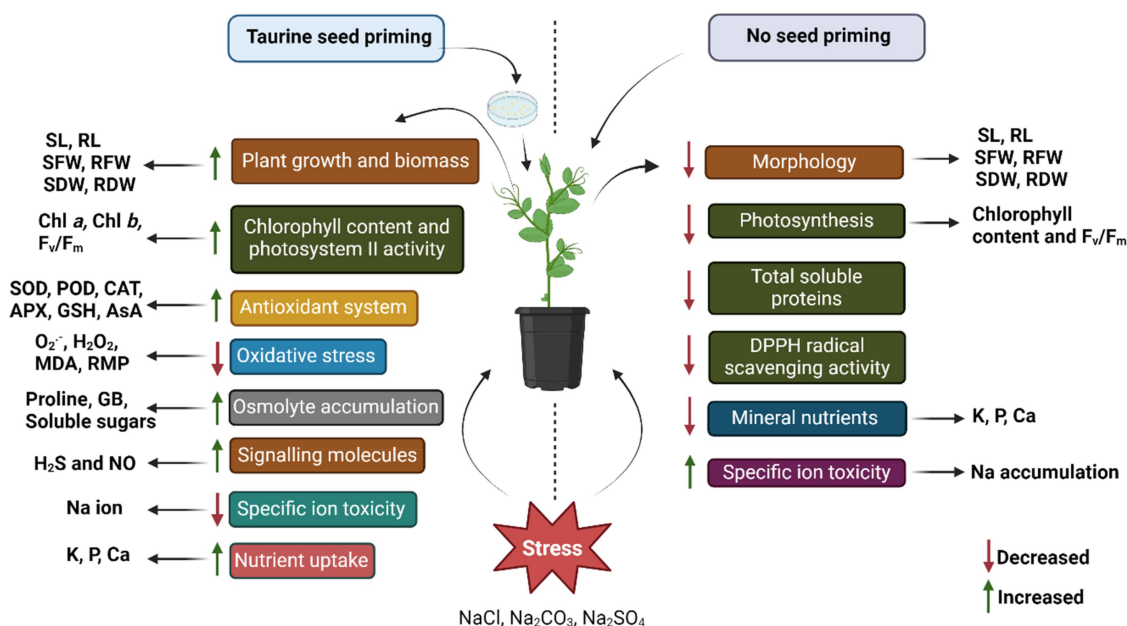 Taurine seed priming
No seed priming
SL, RL
SFW, RFW
SDW, RDW
Plant growth and biomass
Chl a, Chl b,
Fᵥ/Fₘ
Chlorophyll content and
photosystem II activity
SOD, POD, CAT,
APX, GSH, AsA
Antioxidant system
O₂·⁻, H₂O₂,
MDA, RMP
Oxidative stress
Proline, GB,
Soluble sugars
Osmolyte accumulation
H₂S and NO
Signalling molecules
Na ion
Specific ion toxicity
K, P, Ca
Nutrient uptake
Morphology
SL, RL
SFW, RFW
SDW, RDW
Photosynthesis
Chlorophyll
content and Fᵥ/Fₘ
Total soluble
proteins
DPPH radical
scavenging activity
Mineral nutrients
K, P, Ca
Specific ion toxicity
Na accumulation
Stress
NaCl, Na₂CO₃, Na₂SO₄
Decreased
Increased